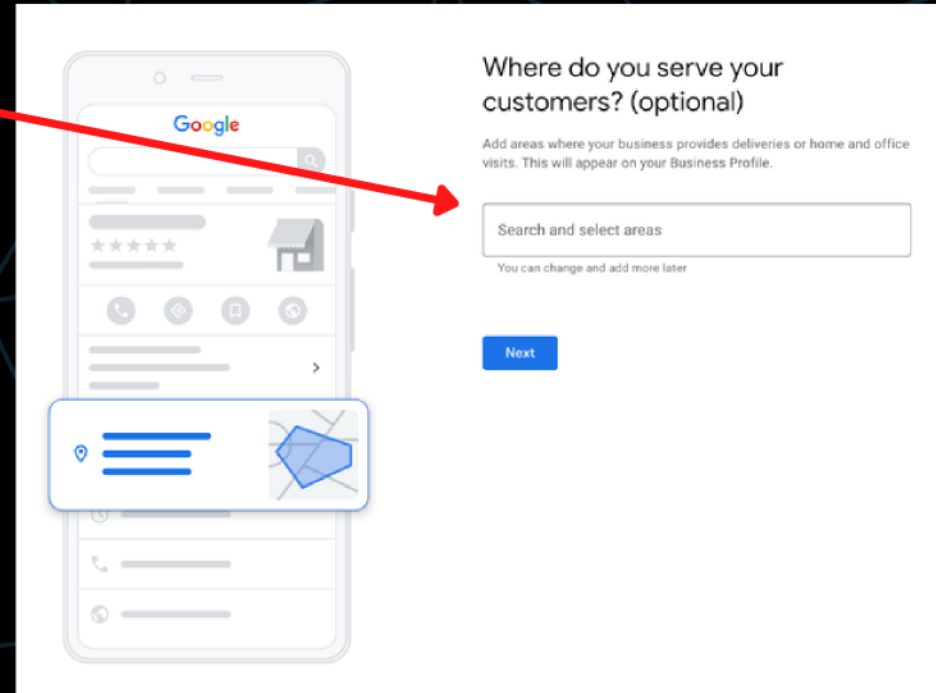 Google
Where do you serve your
customers? (optional)
Add areas where your business provides deliveries or home and office
visits. This will appear on your Business Profile.
Search and select areas
You can change and add more later
Next